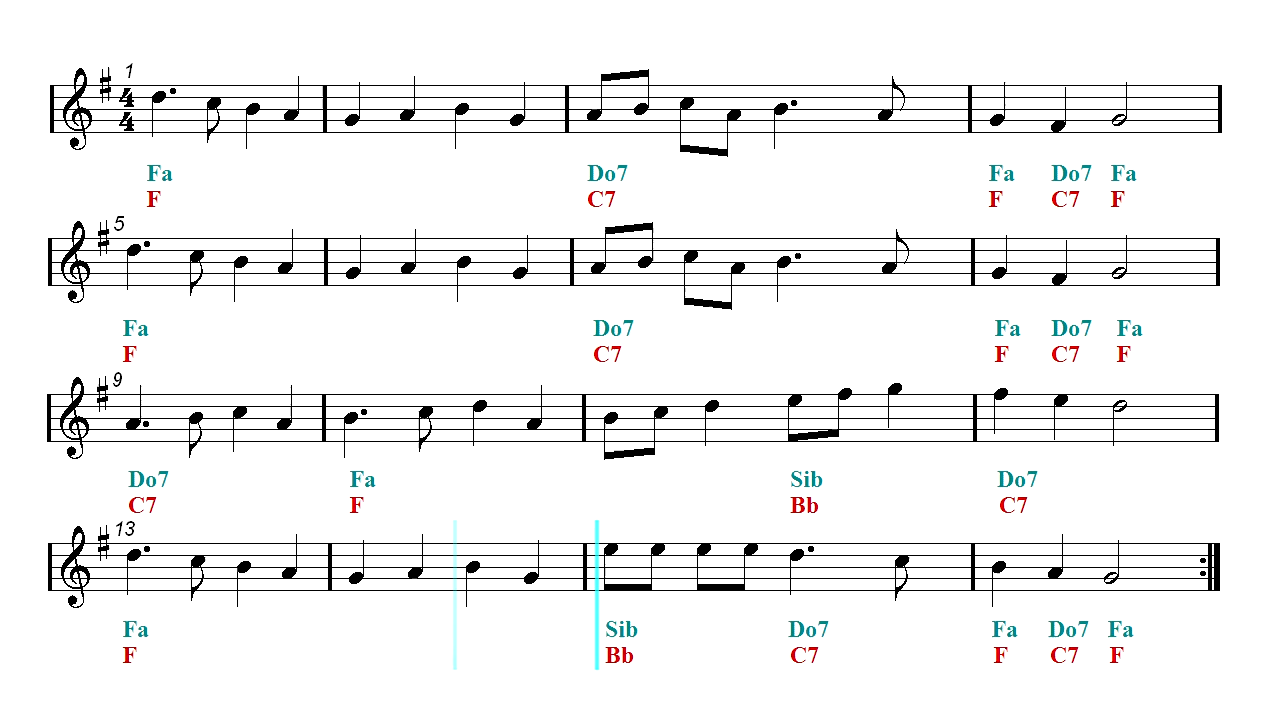 1
4
4
Fa Do7 Fa Do7 Fa
F C7 F C7 F
5
Fa Do7 Fa Do7 Fa
F C7 F C7 F
9
Do7 Fa Sib Do7
C7 F Bb C7
13
Fa Sib Do7 Fa Do7 Fa
F Bb C7 F C7 F